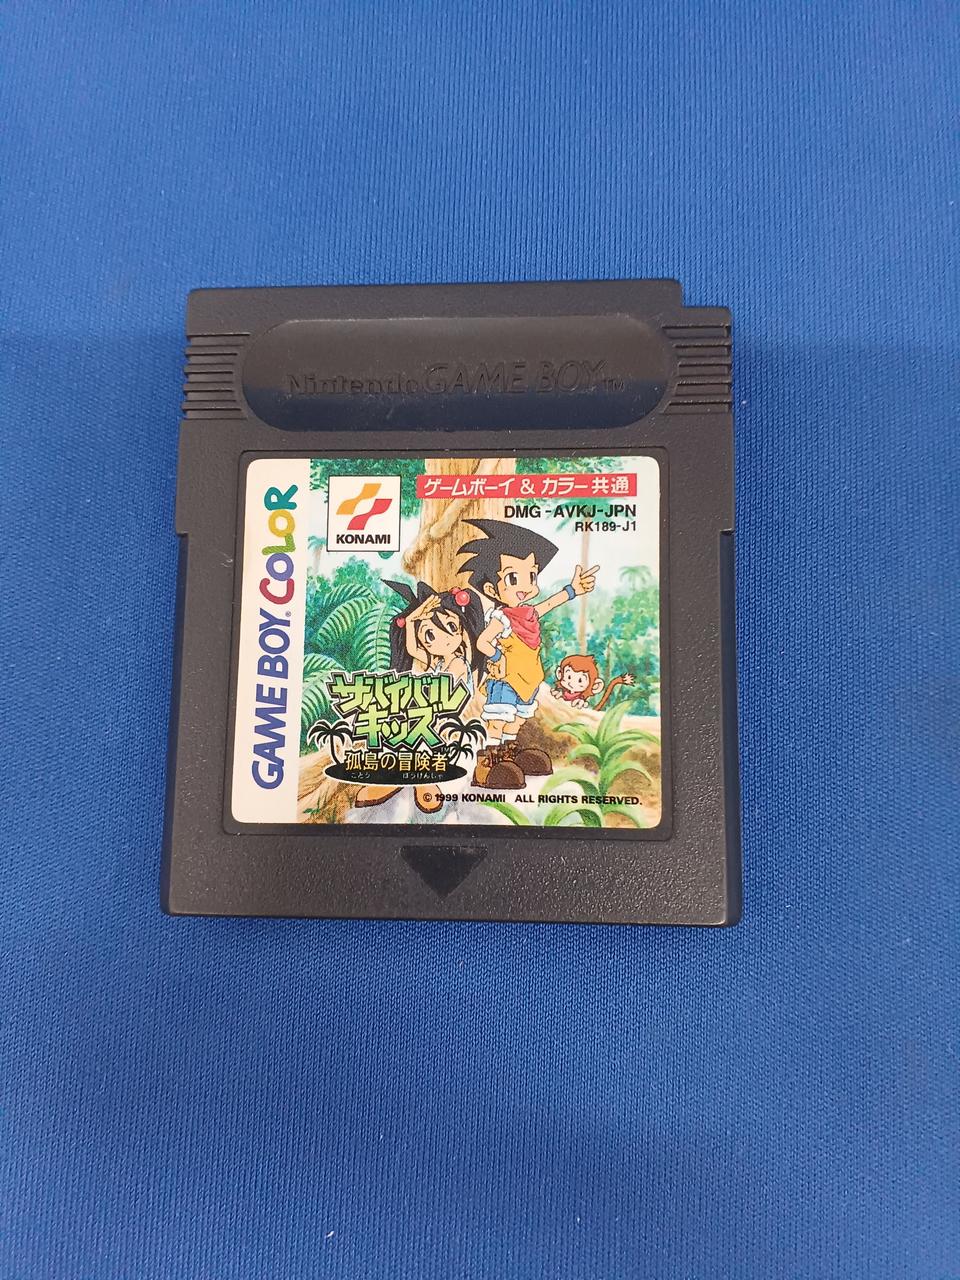 Nintendo GAME BOY TM
GAME BOY COLOR
KONAMI
ゲームボーイ & カラー共通
DMG-AVKJ-JPN
RK189-J1
サバイバル
キッズ
孤島の冒険者
ことう ぼうけんしゃ
© 1999 KONAMI ALL RIGHTS RESERVED.